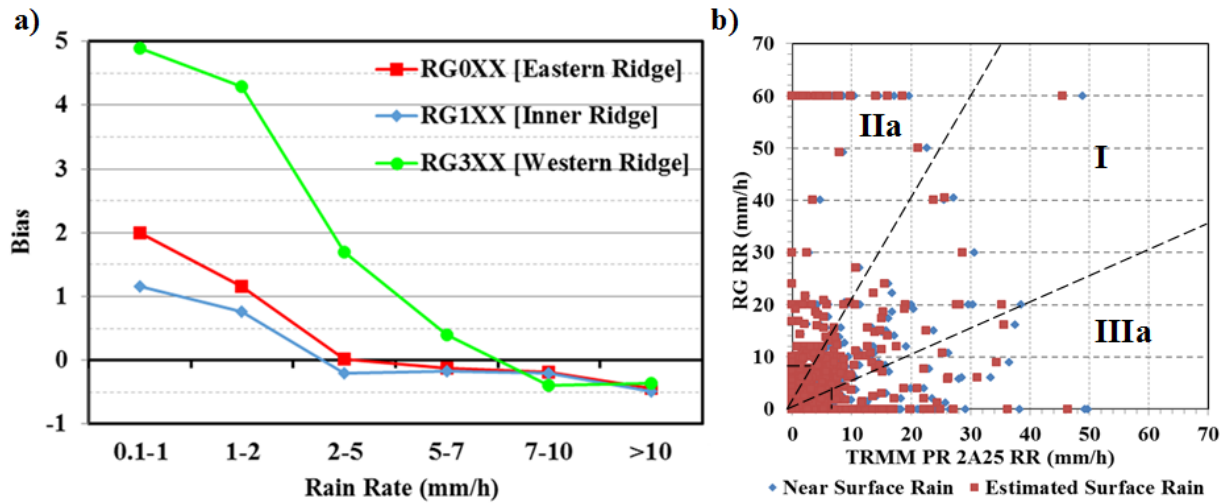 a)
5
4
3
2
1
0
-1
Bias
RG0XX [Eastern Ridge]
RG1XX [Inner Ridge]
RG3XX [Western Ridge]
0.1-1 1-2 2-5 5-7 7-10 >10
Rain Rate (mm/h)
b)
70
60
50
40
30
20
10
0
RG RR (mm/h)
IIa
I
IIIa
0 10 20 30 40 50 60 70
TRMM PR 2A25 RR (mm/h)
Near Surface Rain Estimated Surface Rain